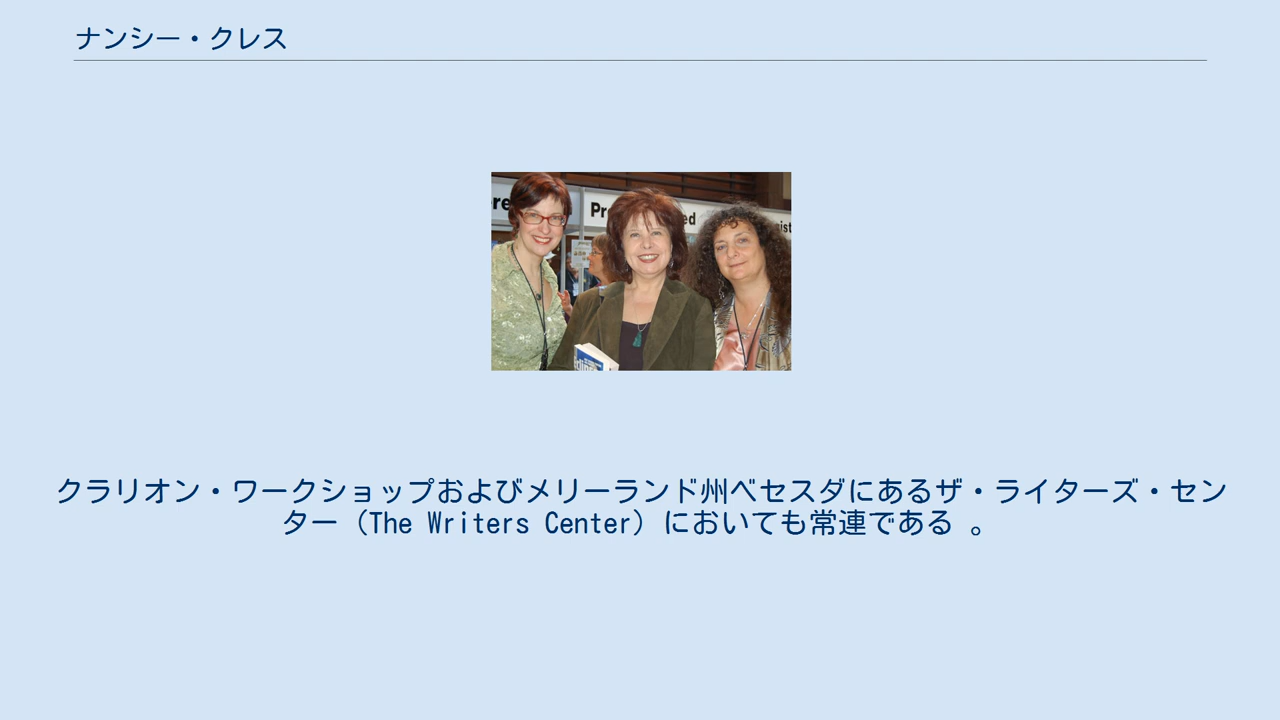 ナンシー・クレス
Pr
ed
クラリオン・ワークショップおよびメリーランド州ベセスダにあるザ・ライターズ・セン
ター（The Writers Center）においても常連である 。